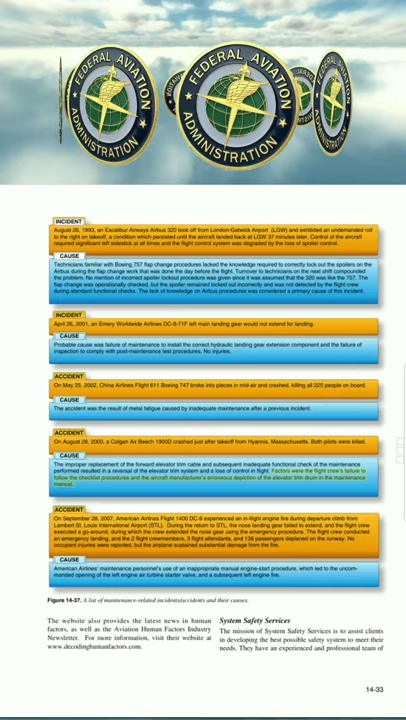 FEDERAL AVIATION
ADMINISTRATION
FEDERAL AVIATION
ADMINISTRATION
INCIDENT
August 26, 1993, an Excalibur Airways Airbus 320 took off from London-Gatwick Airport (LGW) and exhibited an undemanded roll
to the right on takeoff, a condition which persisted until the aircraft landed back at LGW 37 minutes later. Control of the aircraft
required significant left sidestick at all times and the flight control system was degraded by the loss of spoiler control.
CAUSE
Technicians familiar with Boeing 757 flap change procedures lacked the knowledge required to correctly lock out the spoilers on the
Airbus during the flap change work that was done the day before the flight. Turnover to technicians on the next shift compounded
the problem. No mention of incorrect spoiler lockout procedure was given since it was assumed that the 320 was like the 757. The
flap change was operationally checked, but the spoiler remained locked out incorrectly and was not detected by the flight crew
during standard functional checks. The lack of knowledge on Airbus procedures was considered a primary cause of this incident.
INCIDENT
April 26, 2001, an Emery Worldwide Airlines DC-8-71F left main landing gear would not extend for landing.
CAUSE
Probable cause was failure of maintenance to install the correct hydraulic landing gear extension component and the failure of
inspection to comply with post-maintenance test procedures. No injuries.
ACCIDENT
On May 25, 2002, China Airlines Flight 611 Boeing 747 broke into pieces in mid-air and crashed, killing all 225 people on board.
CAUSE
The accident was the result of metal fatigue caused by inadequate maintenance after a previous incident.
ACCIDENT
On August 26, 2003, a Colgan Air Beech 1900D crashed just after takeoff from Hyannis, Massachusetts. Both pilots were killed.
CAUSE
The improper replacement of the forward elevator trim cable and subsequent inadequate functional check of the maintenance
performed resulted in a reversal of the elevator trim system and a loss of control in flight. Factors were the flight crew's failure to
follow the checklist procedures and the aircraft manufacturer's erroneous depiction of the elevator trim drum in the maintenance
manual.
ACCIDENT
On September 28, 2007, American Airlines Flight 1400 DC-9 experienced an in-flight engine fire during departure climb from
Lambert St. Louis International Airport (STL). During the return to STL, the nose landing gear failed to extend, and the flight crew
executed a go-around, during which the crew extended the nose gear using the emergency procedure. The flight crew conducted
an emergency landing, and the 2 flight crewmembers, 3 flight attendants, and 138 passengers deplaned on the runway. No
occupant injuries were reported, but the airplane sustained substantial damage from the fire.
CAUSE
American Airlines' maintenance personnel's use of an inappropriate manual engine-start procedure, which led to the uncom-
manded opening of the left engine air turbine starter valve, and a subsequent left engine fire.
Figure 14-37. A list of maintenance-related incidents/accidents and their causes.
The website also provides the latest news in human
factors, as well as the Aviation Human Factors Industry
Newsletter. For more information, visit their website at
www.decodinghumanfactors.com.
System Safety Services
The mission of System Safety Services is to assist clients
in developing the best possible safety system to meet their
needs. They have an experienced and professional team of
14-33